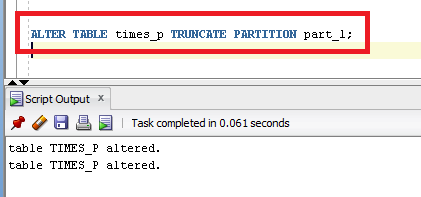 ALTER TABLE times_p TRUNCATE PARTITION part_1;
Script Output x
Task completed in 0.061 seconds
table TIMES_P altered.
table TIMES_P altered.